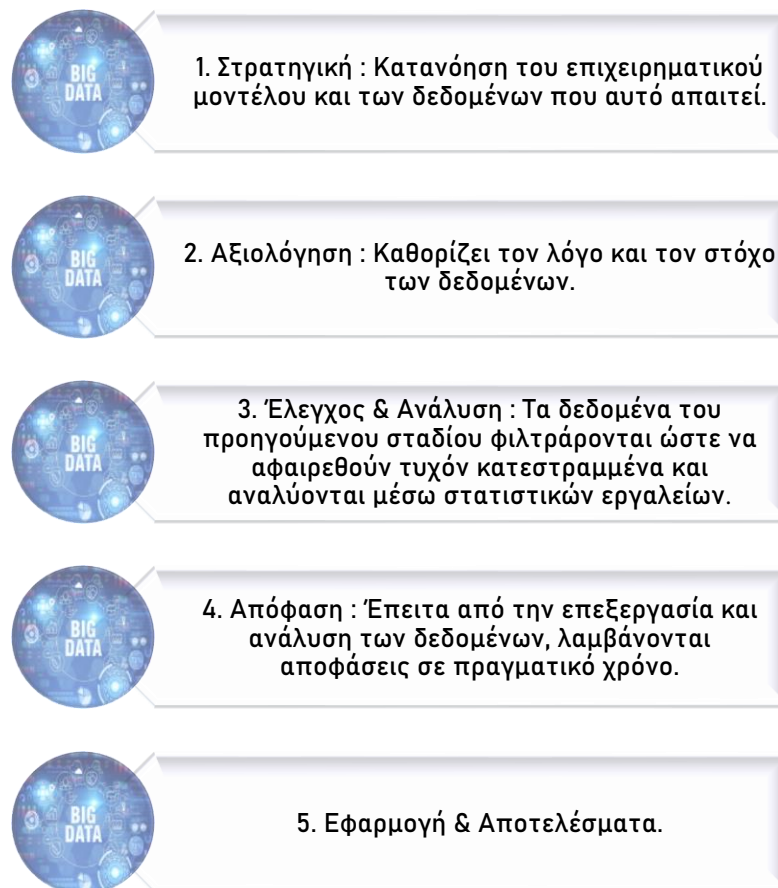 BIG
DATA
1. Στρατηγική : Κατανόηση του επιχειρηματικού
μοντέλου και των δεδομένων που αυτό απαιτεί.
BIG
DATA
2. Αξιολόγηση : Καθορίζει τον λόγο και τον στόχο
των δεδομένων.
BIG
DATA
3. Έλεγχος & Ανάλυση : Τα δεδομένα του
προηγούμενου σταδίου φιλτράρονται ώστε να
αφαιρεθούν τυχόν κατεστραμμένα και
αναλύονται μέσω στατιστικών εργαλείων.
BIG
DATA
4. Απόφαση : Έπειτα από την επεξεργασία και
ανάλυση των δεδομένων, λαμβάνονται
αποφάσεις σε πραγματικό χρόνο.
BIG
DATA
5. Εφαρμογή & Αποτελέσματα.